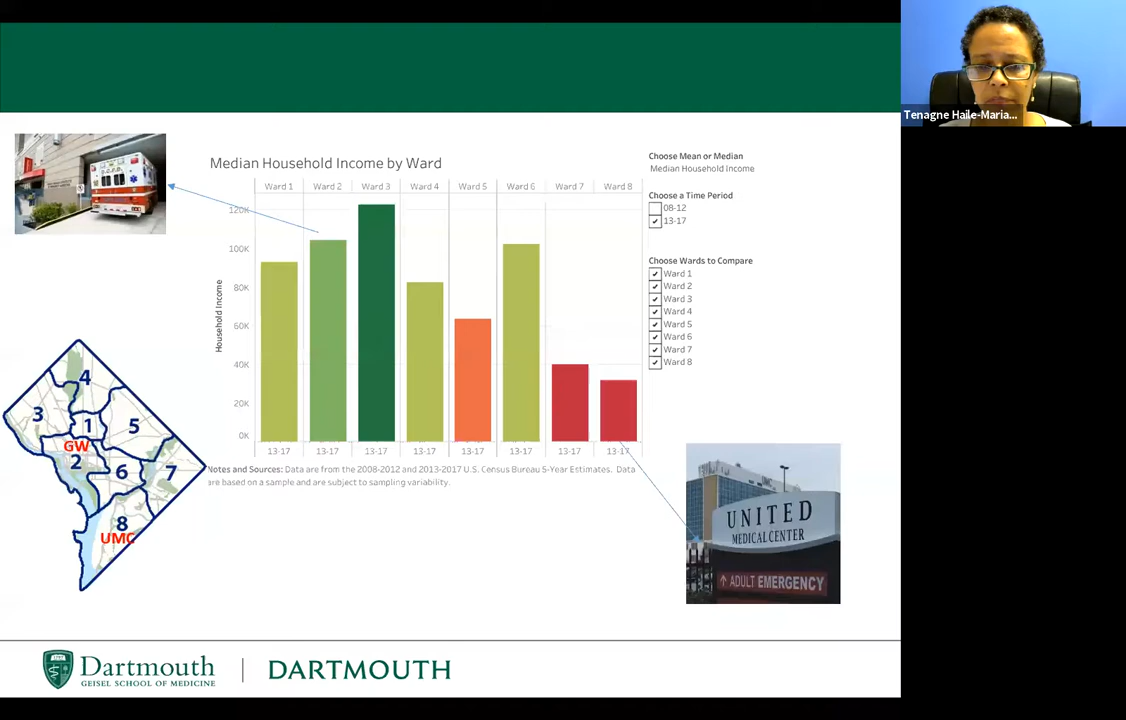 Tenagne Haile-Maria...
Median Household Income by Ward
Ward 1 Ward 2 Ward 3 Ward 4 Ward 5 Ward 6 Ward 7 Ward 8
Household Income
120K
100K
80K
60K
40K
20K
0K
13-17 13-17 13-17 13-17 13-17 13-17 13-17 13-17
Notes and Sources: Data are from the 2008-2012 and 2013-2017 U.S. Census Bureau 5-Year Estimates. Data
are based on a sample and are subject to sampling variability.
Choose Mean or Median
Median Household Income
Choose a Time Period
08-12
13-17
Choose Wards to Compare
Ward 1
Ward 2
Ward 3
Ward 4
Ward 5
Ward 6
Ward 7
Ward 8
4
3
1
5
GW
2
6
7
8
UMC
UNITED
MEDICAL CENTER
ADULT EMERGENCY
Dartmouth
GEISEL SCHOOL OF MEDICINE
DARTMOUTH